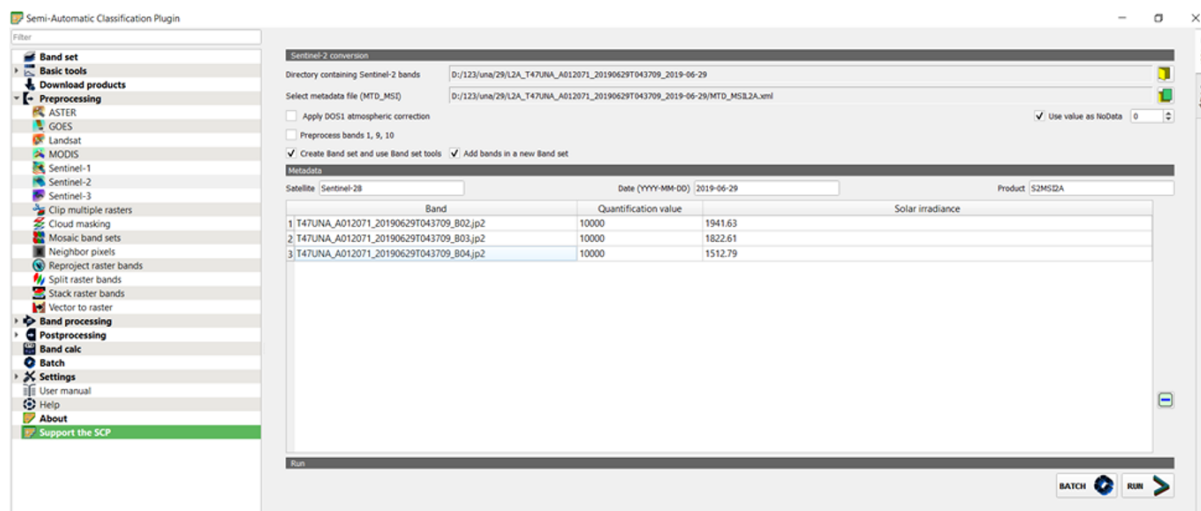 Semi-Automatic Classification Plugin
Filter
Band set
Basic tools
Download products
Preprocessing
ASTER
GOES
Landsat
MODIS
Sentinel-1
Sentinel-2
Sentinel-3
Clip multiple rasters
Cloud masking
Mosaic band sets
Neighbor pixels
Reproject raster bands
Split raster bands
Stack raster bands
Vector to raster
Band processing
Postprocessing
Band calc
Batch
Settings
User manual
Help
About
Support the SCP
Sentinel-2 conversion
Directory containing Sentinel-2 bands D:/123/una/29/L2A_T47UNA_A012071_20190629T043709_2019-06-29
Select metadata file (MTD_MSI) D:/123/una/29/L2A_T47UNA_A012071_20190629T043709_2019-06-29/MTD_MSIL2A.xml
Apply DOS1 atmospheric correction Use value as NoData 0
Preprocess bands 1, 9, 10
Create Band set and use Band set tools Add bands in a new Band set
Metadata
Satellite Sentinel-2B Date (YYYY-MM-DD) 2019-06-29 Product S2MSI2A
Band Quantification value Solar irradiance
1 T47UNA_A012071_20190629T043709_B02.jp2 10000 1941.63
2 T47UNA_A012071_20190629T043709_B03.jp2 10000 1822.61
3 T47UNA_A012071_20190629T043709_B04.jp2 10000 1512.79
Run
BATCH RUN